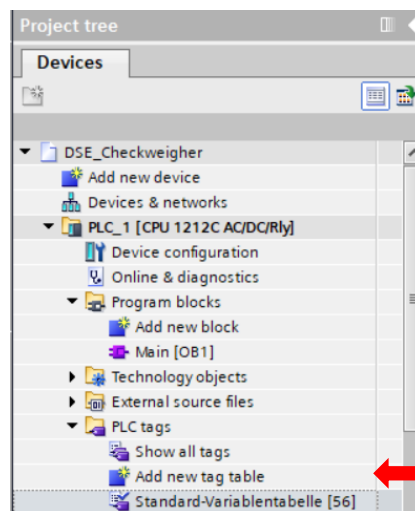 Project tree
Devices
DSE_Checkweigher
Add new device
Devices & networks
PLC_1 [CPU 1212C AC/DC/Rly]
Device configuration
Online & diagnostics
Program blocks
Add new block
Main [OB1]
Technology objects
External source files
PLC tags
Show all tags
Add new tag table
Standard-Variablentabelle [56]